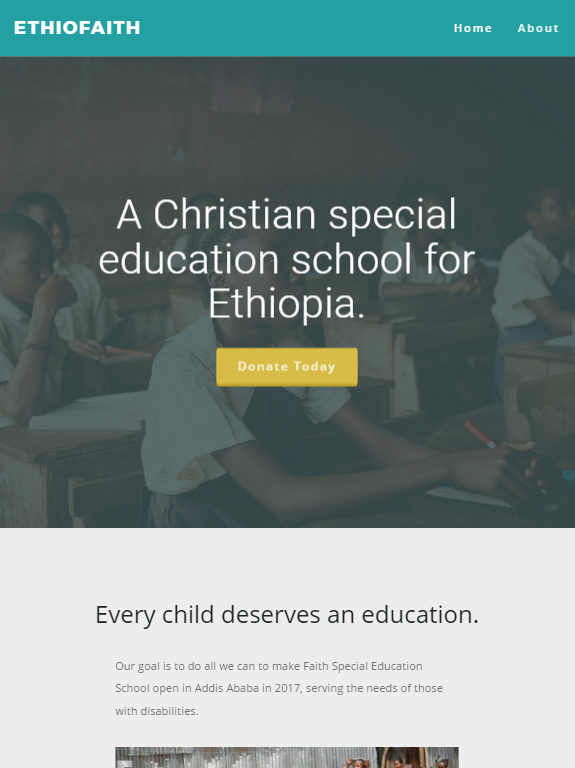 ETHIOFAITH
Home About
A Christian special
education school for
Ethiopia.
Donate Today
Every child deserves an education.
Our goal is to do all we can to make Faith Special Education
School open in Addis Ababa in 2017, serving the needs of those
with disabilities.